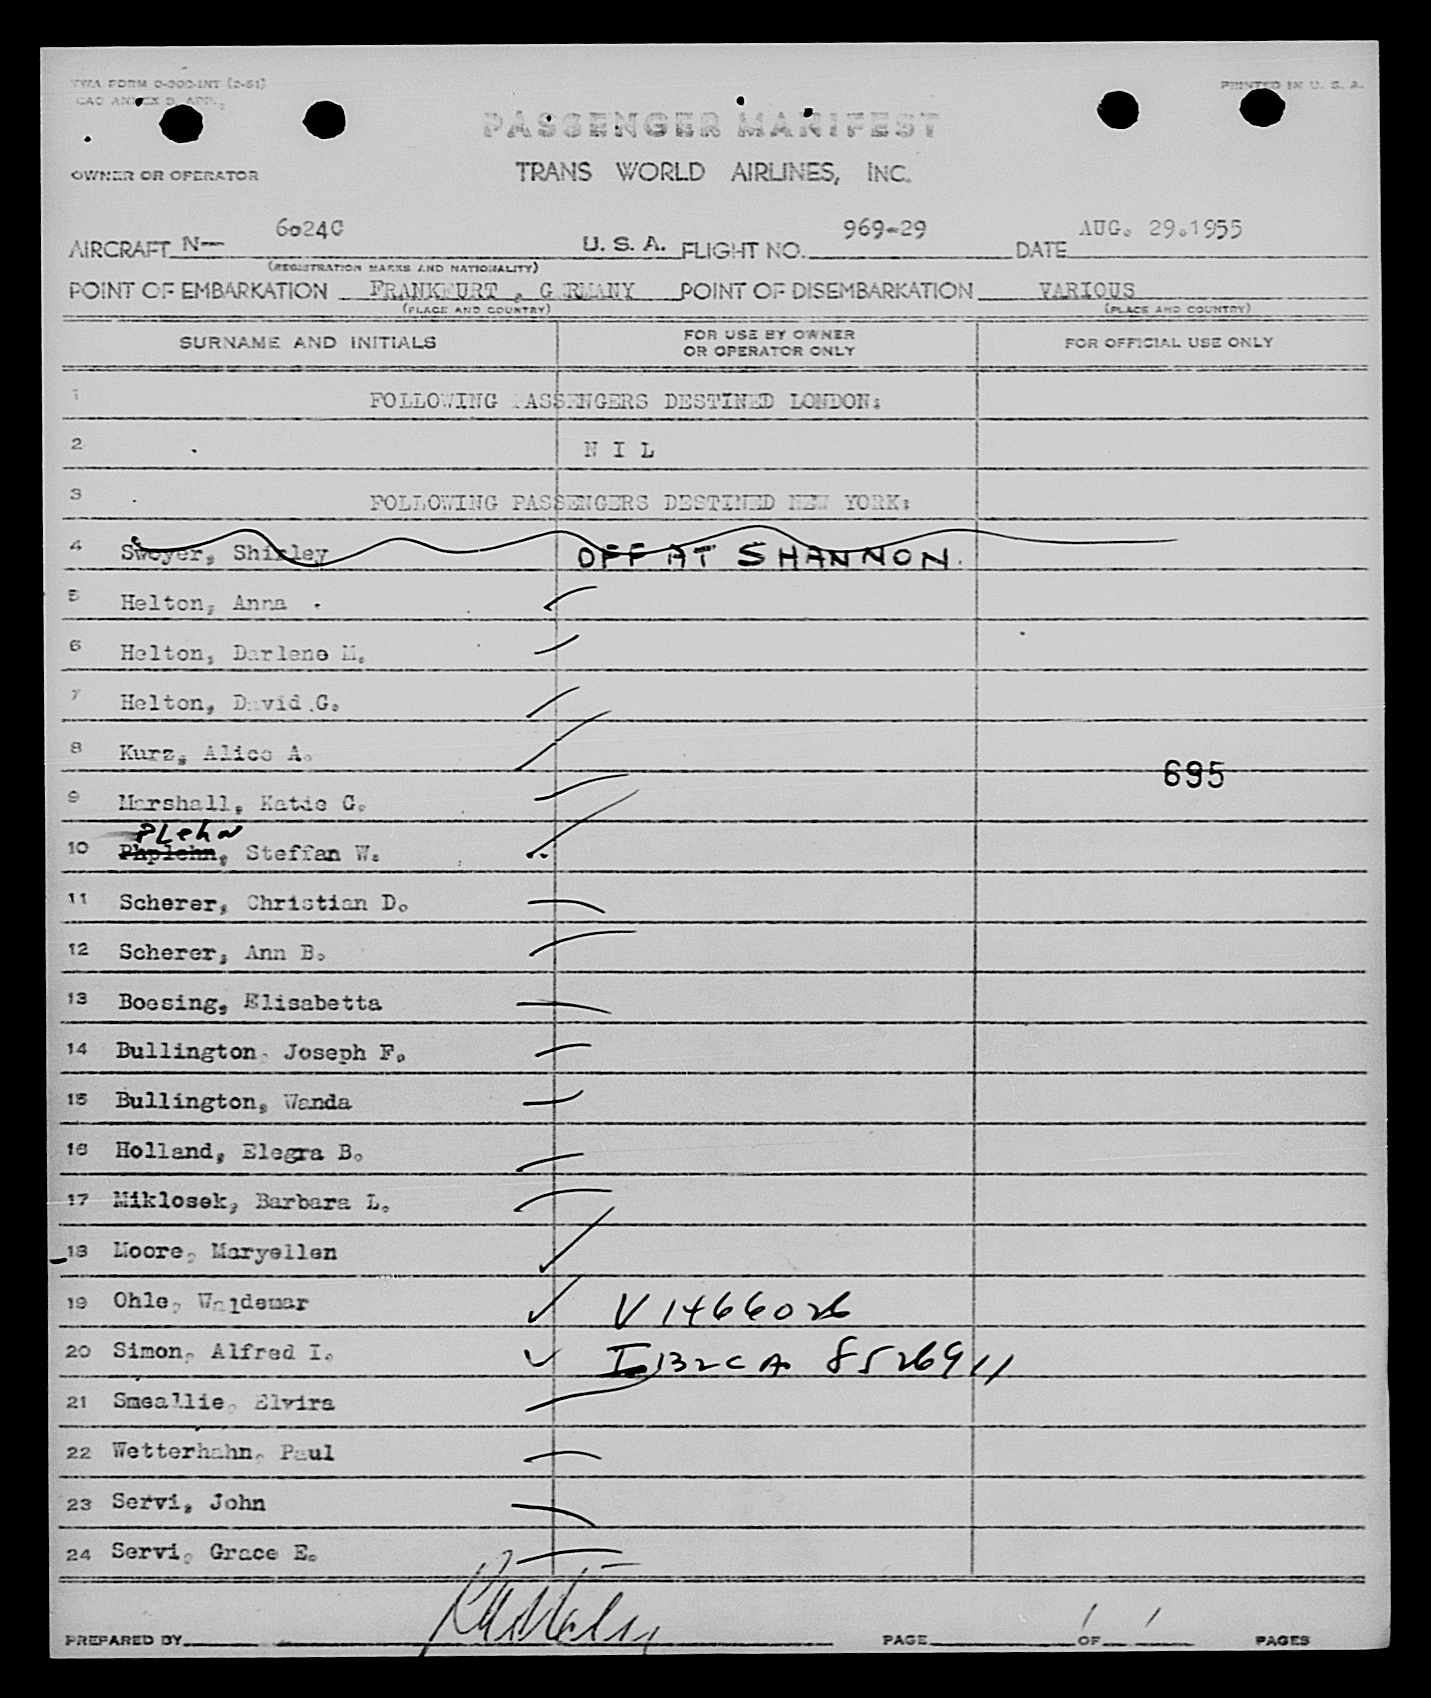 TWA FORM O-300-INT (2-51)
PRINTED IN U. S. A.
PASSENGER MANIFEST
OWNER OR OPERATOR
TRANS WORLD AIRLINES, INC.
AIRCRAFT N— 6024C U. S. A. FLIGHT NO. 969-29 DATE AUG. 29.1955
(REGISTRATION MARKS AND NATIONALITY)
POINT OF EMBARKATION FRANKFURT , GERMANY POINT OF DISEMBARKATION VARIOUS
(PLACE AND COUNTRY) (PLACE AND COUNTRY)
SURNAME AND INITIALS FOR USE BY OWNER OR OPERATOR ONLY FOR OFFICIAL USE ONLY
1 FOLLOWING PASSENGERS DESTINED LONDON:
2 N I L
3 FOLLOWING PASSENGERS DESTINED NEW YORK:
4 Swoyer, Shirley OFF AT SHANNON.
5 Helton, Anna
6 Helton, Darlene M.
7 Helton, David G.
8 Kurz, Alice A.
695
9 Marshall, Katie C.
PLehn
10 Phplehn, Steffan W.
11 Scherer, Christian D.
12 Scherer, Ann B.
13 Boesing, Elisabetta
14 Bullington, Joseph F.
15 Bullington, Wanda
16 Holland, Elegra B.
17 Miklosek, Barbara L.
18 Moore, Maryellen
19 Ohle, Waldemar V 1466026
20 Simon, Alfred I. I-132CA 8526911
21 Smeallie, Elvira
22 Wetterhahn, Paul
23 Servi, John
24 Servi, Grace E.
PREPARED BY PAGE 1 OF 1 PAGES